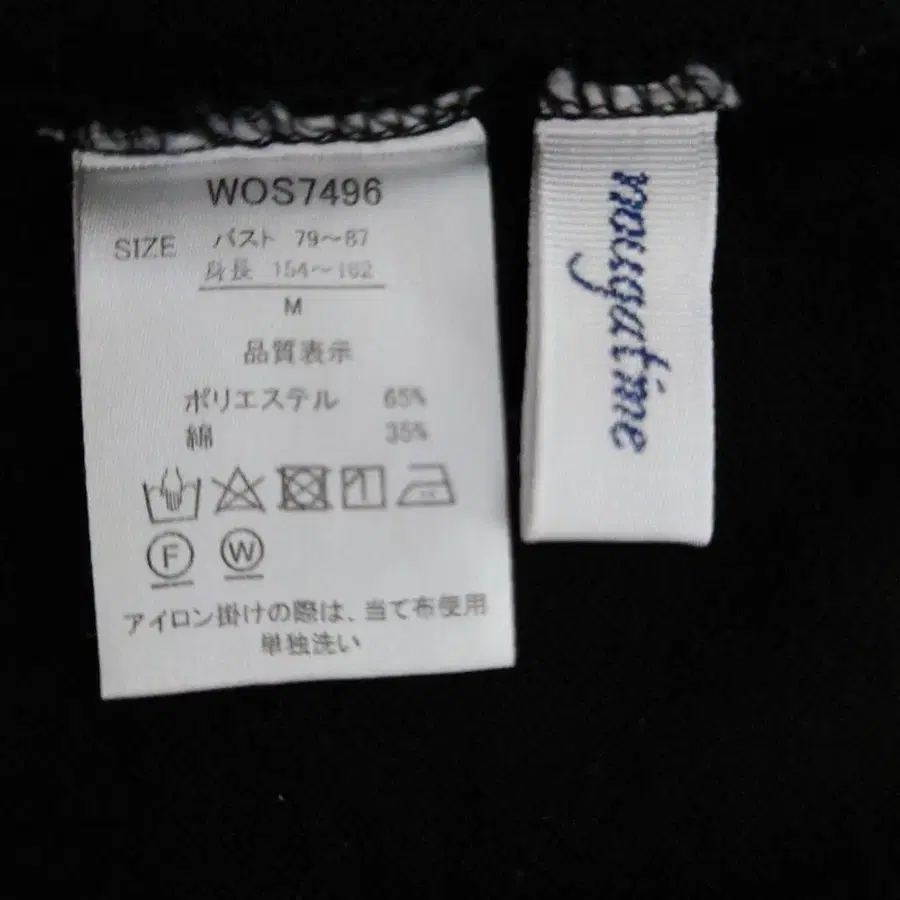 WOS7496
SIZE バスト 79～87
身長 154～162
M
品質表示
ポリエステル 65%
綿 35%
F W
アイロン掛けの際は、当て布使用
単独洗い
nougatine